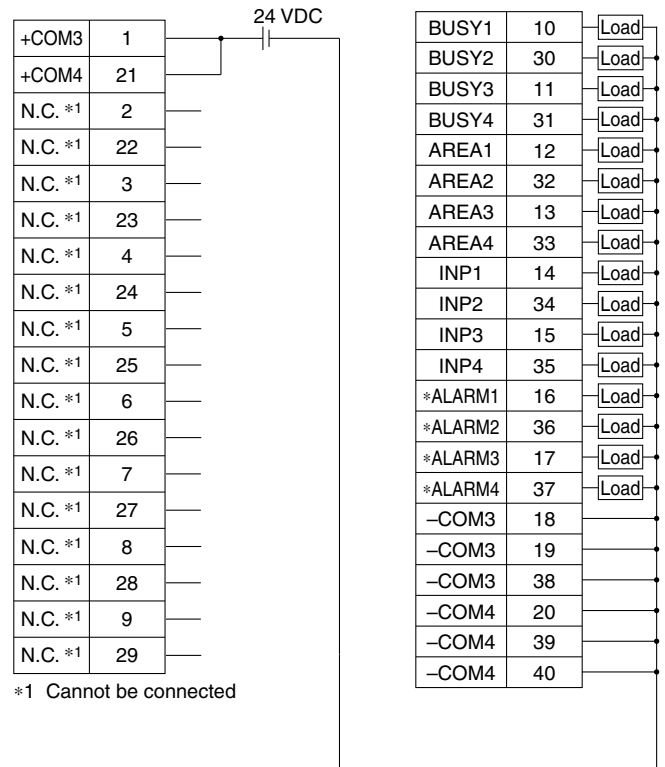 24 VDC
+COM3 1
+COM4 21
N.C. *1 2
N.C. *1 22
N.C. *1 3
N.C. *1 23
N.C. *1 4
N.C. *1 24
N.C. *1 5
N.C. *1 25
N.C. *1 6
N.C. *1 26
N.C. *1 7
N.C. *1 27
N.C. *1 8
N.C. *1 28
N.C. *1 9
N.C. *1 29
*1 Cannot be connected
BUSY1 10 Load
BUSY2 30 Load
BUSY3 11 Load
BUSY4 31 Load
AREA1 12 Load
AREA2 32 Load
AREA3 13 Load
AREA4 33 Load
INP1 14 Load
INP2 34 Load
INP3 15 Load
INP4 35 Load
*ALARM1 16 Load
*ALARM2 36 Load
*ALARM3 17 Load
*ALARM4 37 Load
–COM3 18
–COM3 19
–COM3 38
–COM4 20
–COM4 39
–COM4 40